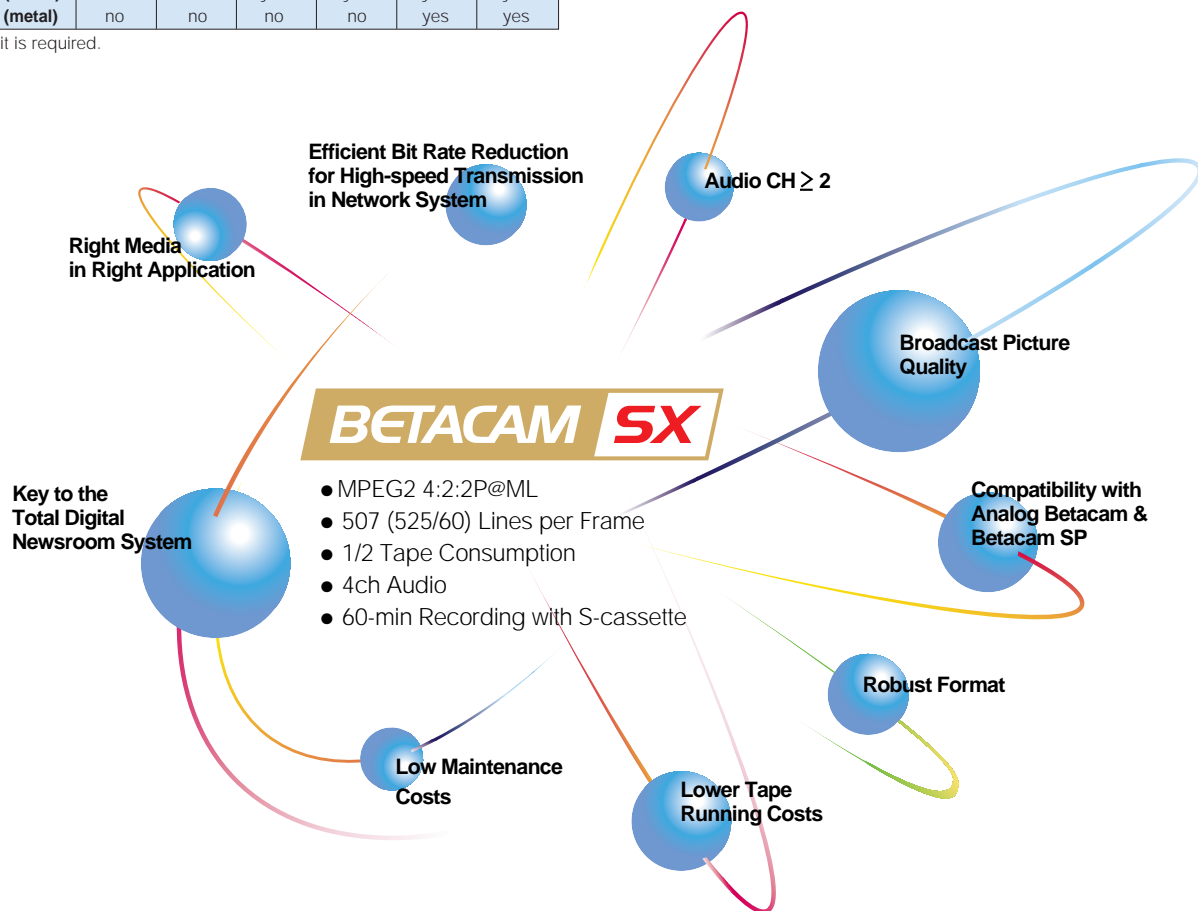 (metal) no no no no yes yes
it is required.
Efficient Bit Rate Reduction
for High-speed Transmission
in Network System
Audio CH ≥ 2
Right Media
in Right Application
Broadcast Picture
Quality
BETACAM SX
Key to the
Total Digital
Newsroom System
● MPEG2 4:2:2P@ML
● 507 (525/60) Lines per Frame
● 1/2 Tape Consumption
● 4ch Audio
● 60-min Recording with S-cassette
Compatibility with
Analog Betacam &
Betacam SP
Robust Format
Low Maintenance
Costs
Lower Tape
Running Costs